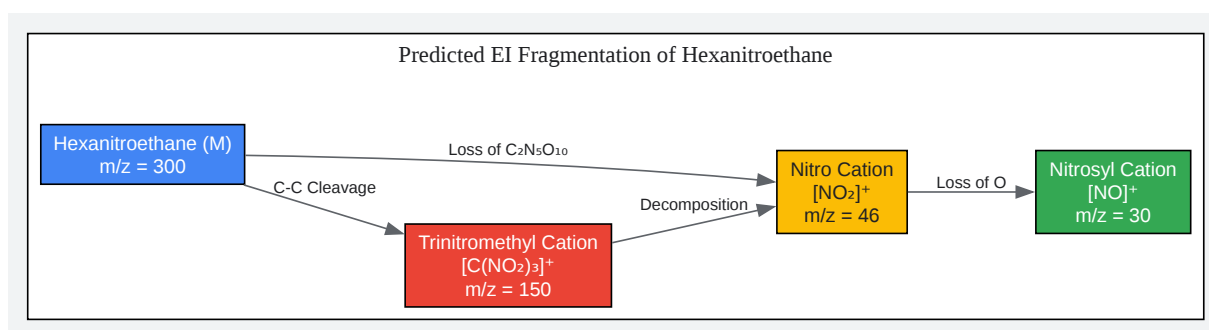 Predicted EI Fragmentation of Hexanitroethane
Hexanitroethane (M)
m/z = 300
Loss of C₂N₅O₁₀
C-C Cleavage
Trinitromethyl Cation
[C(NO₂)₃]⁺
m/z = 150
Decomposition
Nitro Cation
[NO₂]⁺
m/z = 46
Loss of O
Nitrosyl Cation
[NO]⁺
m/z = 30